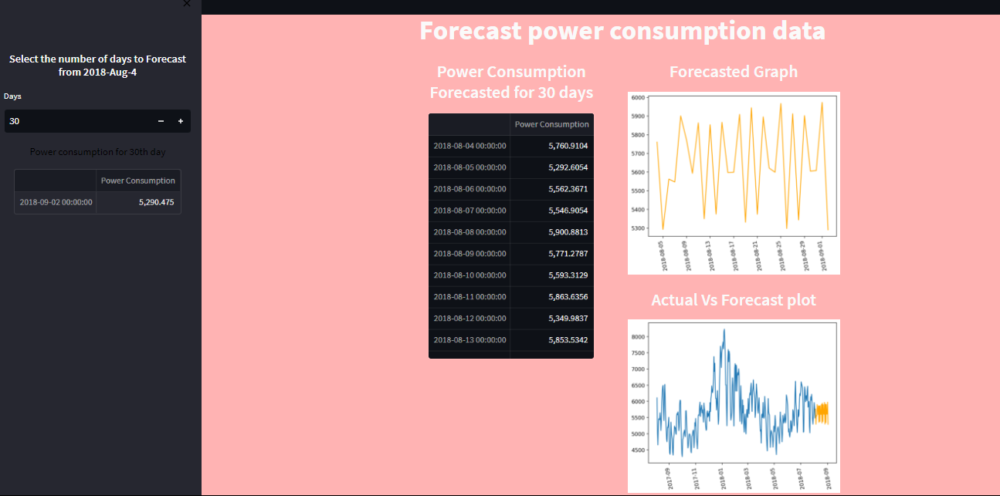 ×
Select the number of days to Forecast
from 2018-Aug-4
Days
30 − +
Power consumption for 30th day
Power Consumption
2018-09-02 00:00:00 5,290.475
Forecast power consumption data
Power Consumption
Forecasted for 30 days
Power Consumption
2018-08-04 00:00:00 5,760.9104
2018-08-05 00:00:00 5,292.6054
2018-08-06 00:00:00 5,562.3671
2018-08-07 00:00:00 5,546.9054
2018-08-08 00:00:00 5,900.8813
2018-08-09 00:00:00 5,771.2787
2018-08-10 00:00:00 5,593.3129
2018-08-11 00:00:00 5,863.6356
2018-08-12 00:00:00 5,349.9837
2018-08-13 00:00:00 5,853.5342
Forecasted Graph
6000
5900
5800
5700
5600
5500
5400
5300
2018-08-05
2018-08-09
2018-08-13
2018-08-17
2018-08-21
2018-08-25
2018-08-29
2018-09-01
Actual Vs Forecast plot
8000
7500
7000
6500
6000
5500
5000
4500
2017-09
2017-11
2018-01
2018-03
2018-05
2018-07
2018-09